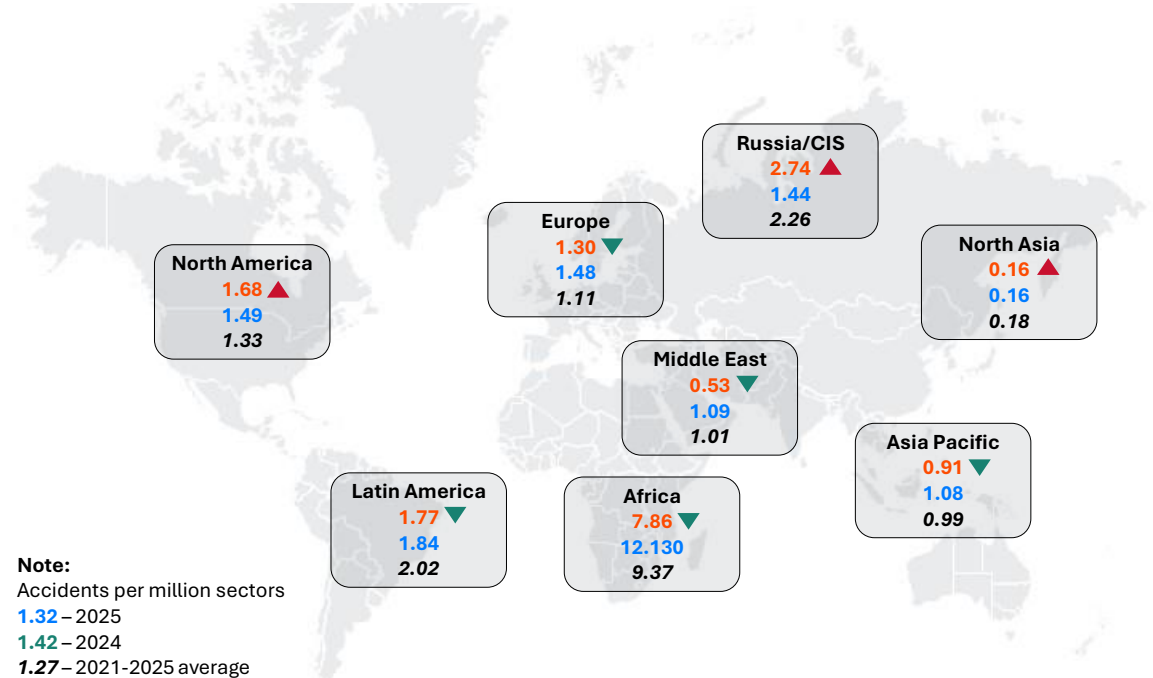 Russia/CIS
2.74
1.44
2.26
Europe
1.30
1.48
1.11
North Asia
0.16
0.16
0.18
North America
1.68
1.49
1.33
Middle East
0.53
1.09
1.01
Asia Pacific
0.91
1.08
0.99
Latin America
1.77
1.84
2.02
Africa
7.86
12.130
9.37
Note:
Accidents per million sectors
1.32 – 2025
1.42 – 2024
1.27 – 2021-2025 average